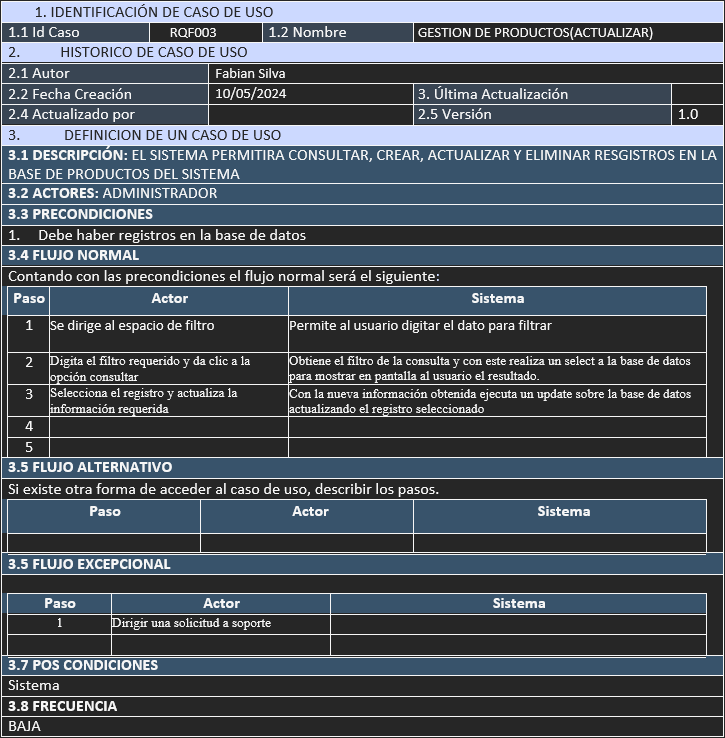 1. IDENTIFICACIÓN DE CASO DE USO
1.1 Id Caso RQF003 1.2 Nombre GESTION DE PRODUCTOS(ACTUALIZAR)
2. HISTORICO DE CASO DE USO
2.1 Autor Fabian Silva
2.2 Fecha Creación 10/05/2024 3. Última Actualización
2.4 Actualizado por 2.5 Versión 1.0
3. DEFINICION DE UN CASO DE USO
3.1 DESCRIPCIÓN: EL SISTEMA PERMITIRA CONSULTAR, CREAR, ACTUALIZAR Y ELIMINAR RESGISTROS EN LA
BASE DE PRODUCTOS DEL SISTEMA
3.2 ACTORES: ADMINISTRADOR
3.3 PRECONDICIONES
1. Debe haber registros en la base de datos
3.4 FLUJO NORMAL
Contando con las precondiciones el flujo normal será el siguiente:
Paso Actor Sistema
1 Se dirige al espacio de filtro Permite al usuario digitar el dato para filtrar
2 Digita el filtro requerido y da clic a la Obtiene el filtro de la consulta y con este realiza un select a la base de datos
opción consultar para mostrar en pantalla al usuario el resultado.
3 Selecciona el registro y actualiza la Con la nueva información obtenida ejecuta un update sobre la base de datos
información requerida actualizando el registro seleccionado
4
5
3.5 FLUJO ALTERNATIVO
Si existe otra forma de acceder al caso de uso, describir los pasos.
Paso Actor Sistema
3.5 FLUJO EXCEPCIONAL
Paso Actor Sistema
1 Dirigir una solicitud a soporte
3.7 POS CONDICIONES
Sistema
3.8 FRECUENCIA
BAJA